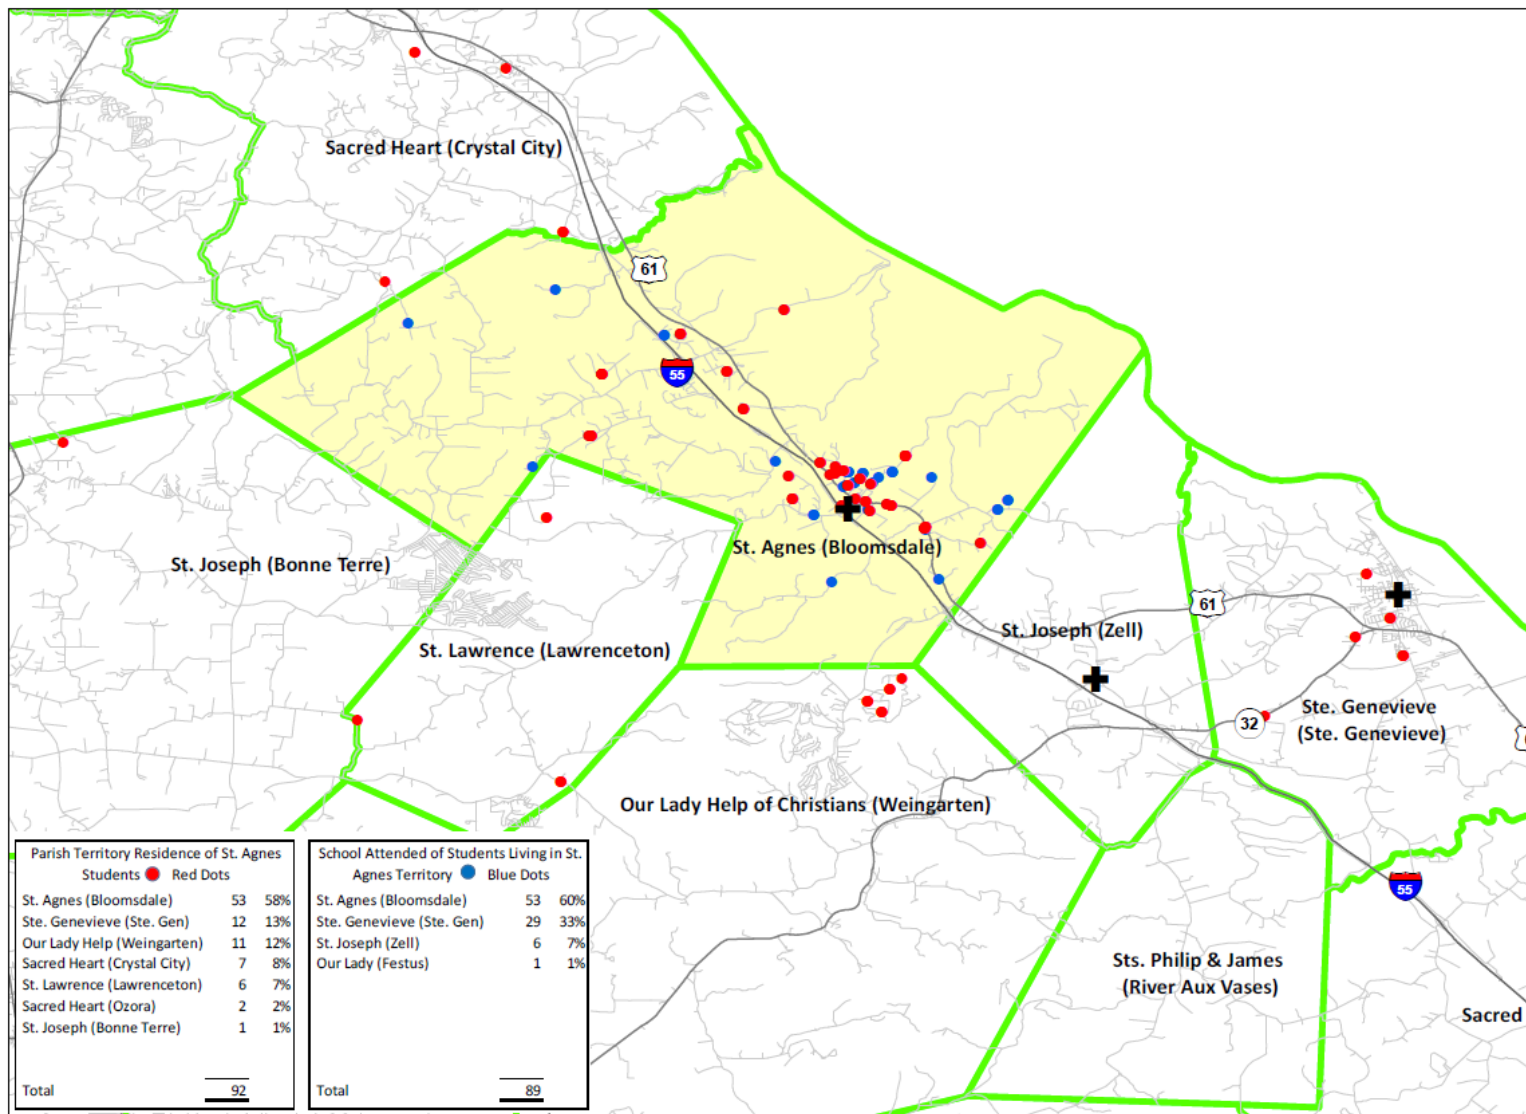 Sacred Heart (Crystal City)
61
55
St. Agnes (Bloomsdale)
St. Joseph (Bonne Terre)
61
St. Joseph (Zell)
St. Lawrence (Lawrenceton)
Ste. Genevieve
(Ste. Genevieve)
32
Our Lady Help of Christians (Weingarten)
55
Sts. Philip & James
(River Aux Vases)
Sacred
Parish Territory Residence of St. Agnes
Students Red Dots
St. Agnes (Bloomsdale) 53 58%
Ste. Genevieve (Ste. Gen) 12 13%
Our Lady Help (Weingarten) 11 12%
Sacred Heart (Crystal City) 7 8%
St. Lawrence (Lawrenceton) 6 7%
Sacred Heart (Ozora) 2 2%
St. Joseph (Bonne Terre) 1 1%
Total 92
School Attended of Students Living in St.
Agnes Territory Blue Dots
St. Agnes (Bloomsdale) 53 60%
Ste. Genevieve (Ste. Gen) 29 33%
St. Joseph (Zell) 6 7%
Our Lady (Festus) 1 1%
Total 89